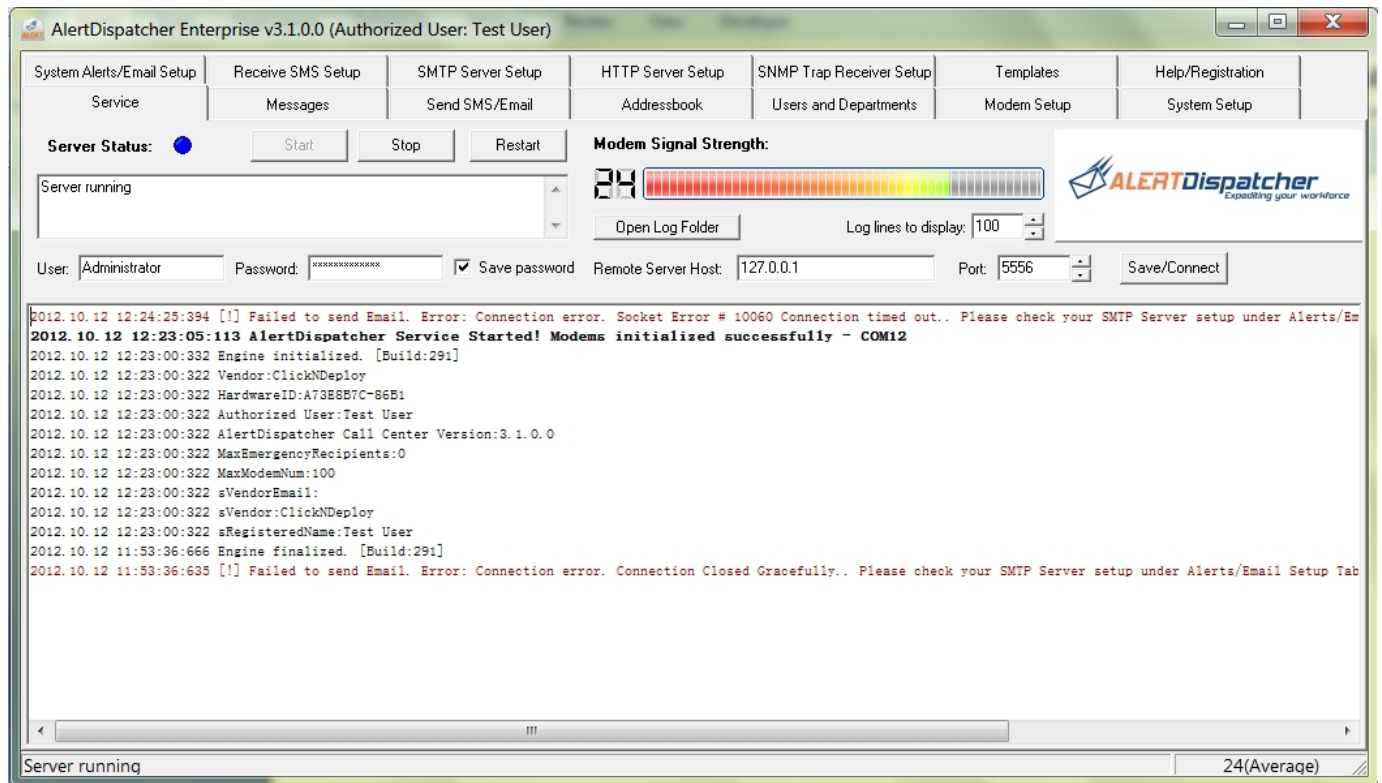 Review View Developer
AlertDispatcher Enterprise v3.1.0.0 (Authorized User: Test User)
System Alerts/Email Setup Receive SMS Setup SMTP Server Setup HTTP Server Setup SNMP Trap Receiver Setup Templates Help/Registration
Service Messages Send SMS/Email Addressbook Users and Departments Modem Setup System Setup
Server Status: Start Stop Restart Modem Signal Strength:
Server running
24
ALERTDispatcher
Expediting your workforce
Open Log Folder Log lines to display: 100
User: Administrator Password: ************* Save password Remote Server Host: 127.0.0.1 Port: 5556 Save/Connect
2012.10.12 12:24:25:394 [!] Failed to send Email. Error: Connection error. Socket Error # 10060 Connection timed out.. Please check your SMTP Server setup under Alerts/Em
2012.10.12 12:23:05:113 AlertDispatcher Service Started! Modems initialized successfully - COM12
2012.10.12 12:23:00:332 Engine initialized. [Build:291]
2012.10.12 12:23:00:322 Vendor:ClickNDeploy
2012.10.12 12:23:00:322 HardwareID:A73E8B7C-86B1
2012.10.12 12:23:00:322 Authorized User:Test User
2012.10.12 12:23:00:322 AlertDispatcher Call Center Version:3.1.0.0
2012.10.12 12:23:00:322 MaxEmergencyRecipients:0
2012.10.12 12:23:00:322 MaxModemNum:100
2012.10.12 12:23:00:322 sVendorEmail:
2012.10.12 12:23:00:322 sVendor:ClickNDeploy
2012.10.12 12:23:00:322 sRegisteredName:Test User
2012.10.12 11:53:36:666 Engine finalized. [Build:291]
2012.10.12 11:53:36:635 [!] Failed to send Email. Error: Connection error. Connection Closed Gracefully.. Please check your SMTP Server setup under Alerts/Email Setup Tab
Server running 24(Average)